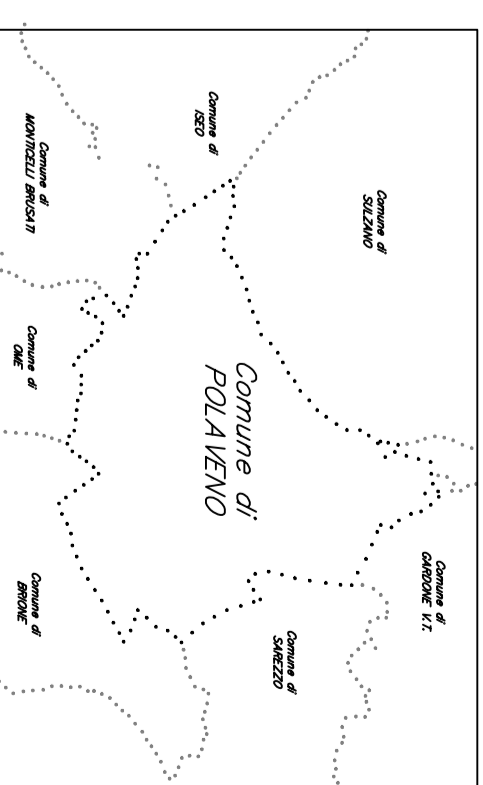 Comune di
SULZANO
Comune di
GARDONE V.T.
Comune di
ISEO
Comune di
POLAVENO
Comune di
SAREZZO
Comune di
MONTICELLI BRUSATI
Comune di
OME
Comune di
BRIONE